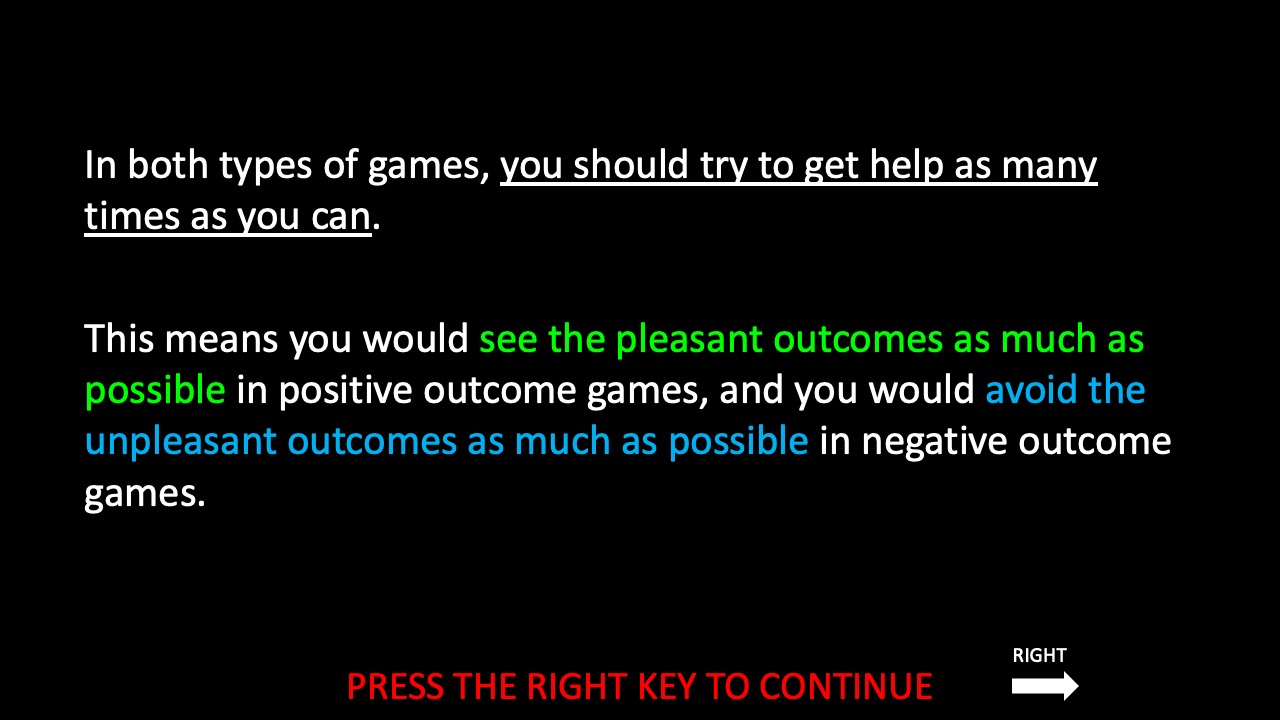 In both types of games, you should try to get help as many
times as you can.
This means you would see the pleasant outcomes as much as
possible in positive outcome games, and you would avoid the
unpleasant outcomes as much as possible in negative outcome
games.
RIGHT
PRESS THE RIGHT KEY TO CONTINUE